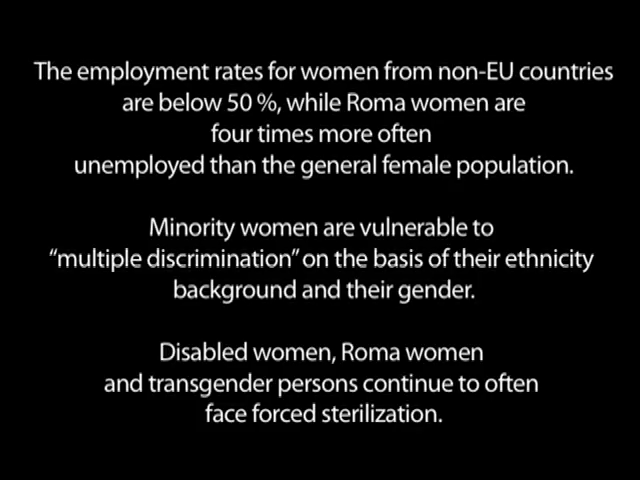 The employment rates for women from non-EU countries
are below 50 %, while Roma women are
four times more often
unemployed than the general female population.
Minority women are vulnerable to
“multiple discrimination” on the basis of their ethnicity
background and their gender.
Disabled women, Roma women
and transgender persons continue to often
face forced sterilization.